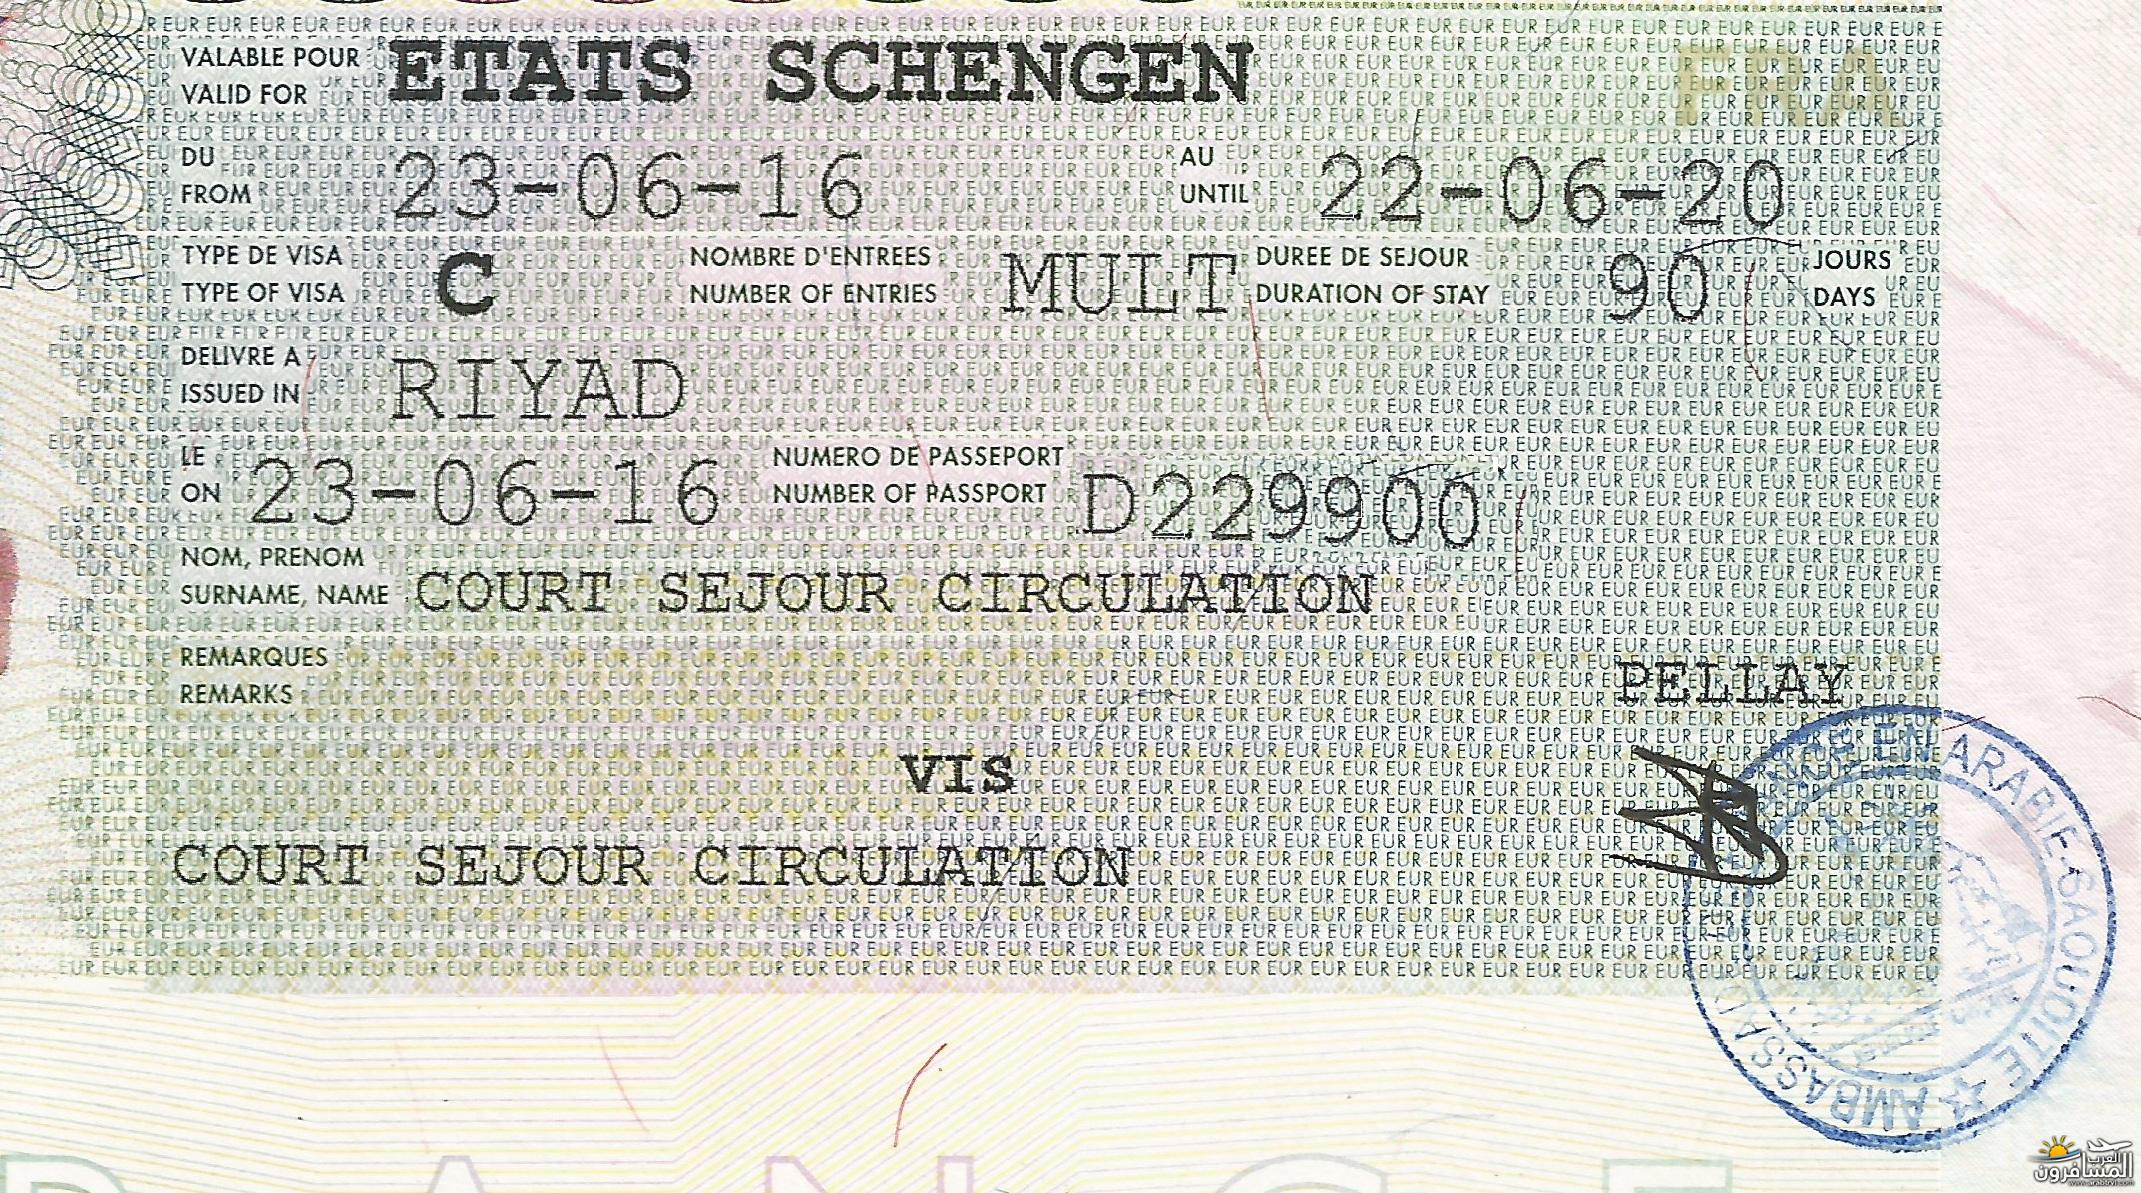 VALABLE POUR
VALID FOR
ETATS SCHENGEN
FRA
DU
FROM
23-06-16
AU
UNTIL
22-06-20
TYPE DE VISA
TYPE OF VISA
C
NOMBRE D'ENTREES
NUMBER OF ENTRIES
MULT
DUREE DE SEJOUR
DURATION OF STAY
90
JOURS
DAYS
DELIVRE A
ISSUED IN
RIYAD
LE
ON
23-06-16
NUMERO DE PASSEPORT
NUMBER OF PASSPORT
D229900
NOM, PRENOM
SURNAME, NAME
COURT SEJOUR CIRCULATION
REMARQUES
REMARKS
PELLAY
VIS
COURT SEJOUR CIRCULATION
EN ARABIE-SAOUDITE
AMBASSADE
العرب
المسافرون